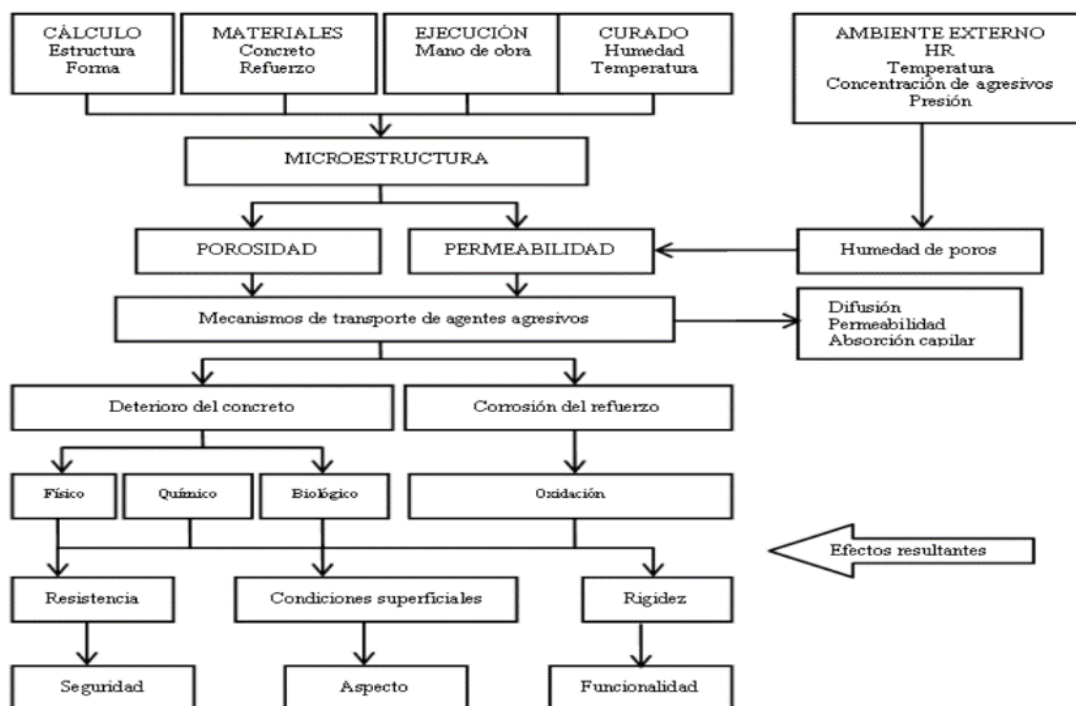 CÁLCULO
Estructura
Forma
MATERIALES
Concreto
Refuerzo
EJECUCIÓN
Mano de obra
CURADO
Humedad
Temperatura
AMBIENTE EXTERNO
HR
Temperatura
Concentración de agresivos
Presión
MICROESTRUCTURA
POROSIDAD
PERMEABILIDAD
Humedad de poros
Mecanismos de transporte de agentes agresivos
Difusión
Permeabilidad
Absorción capilar
Deterioro del concreto
Corrosión del refuerzo
Físico
Químico
Biológico
Oxidación
Efectos resultantes
Resistencia
Condiciones superficiales
Rigidez
Seguridad
Aspecto
Funcionalidad